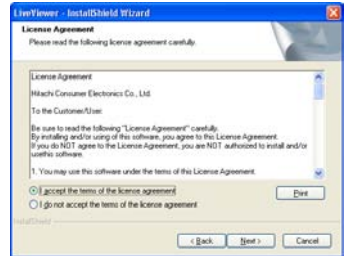 LiveViewer - InstallShield Wizard
License Agreement
Please read the following license agreement carefully.
License Agreement
Hitachi Consumer Electronics Co., Ltd.
To the Customer/User:
Be sure to read the following "License Agreement" carefully.
By installing and/or using of this software, you agree to this License Agreement.
If you do NOT agree to the License Agreement, you are NOT authorized to install and/or
usethis software.
1. You may use this software under the terms of this License Agreement.
I accept the terms of the license agreement
Print
I do not accept the terms of the license agreement
InstallShield
< Back Next > Cancel